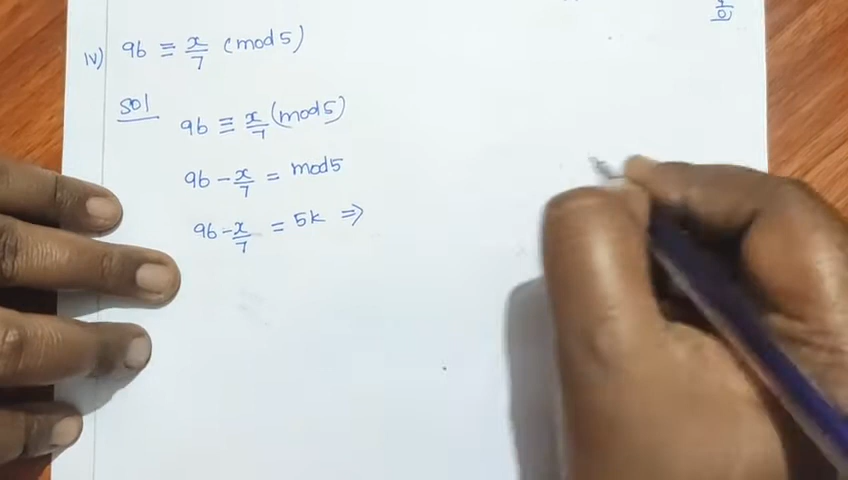 iv) 96 ≡ x/7 (mod 5)
Sol
96 ≡ x/7 (mod 5)
96 - x/7 = mod 5
96 - x/7 = 5k ⇒